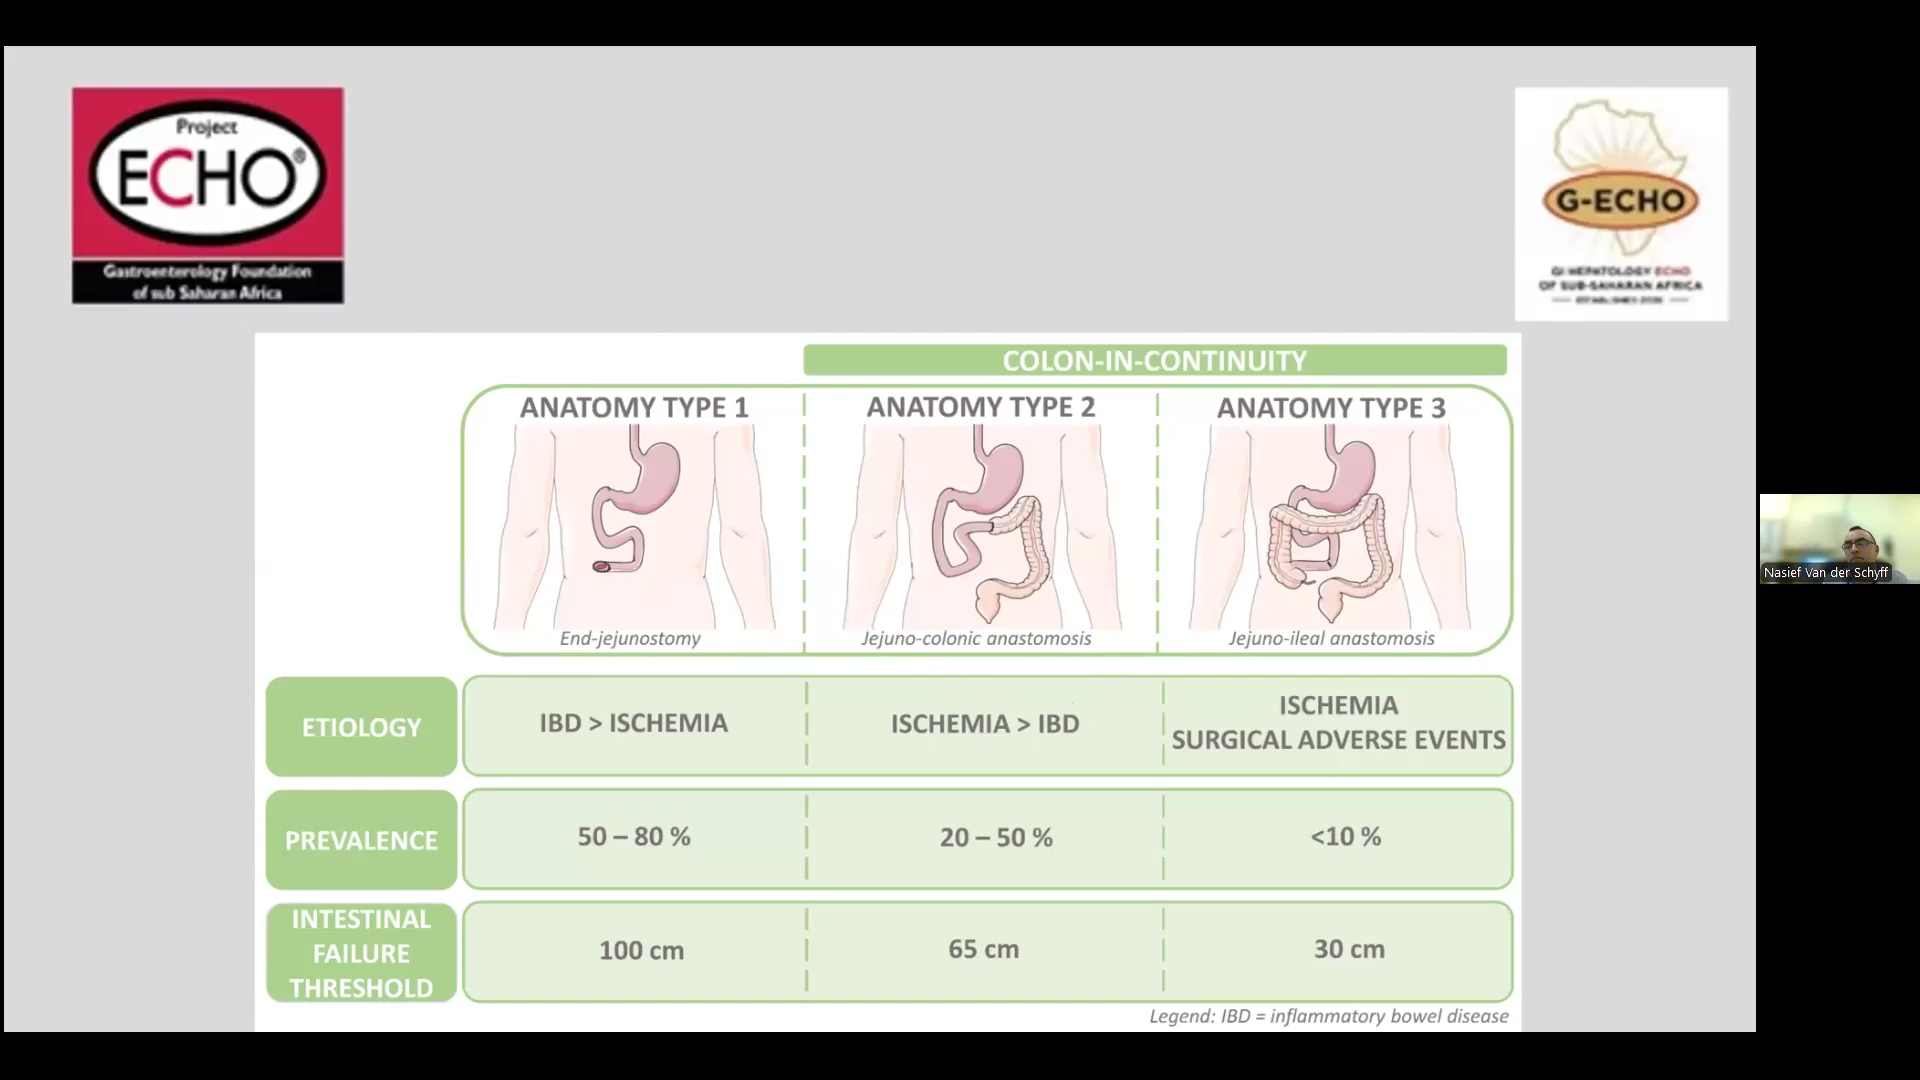 Project
ECHO®
Gastroenterology Foundation
of sub Saharan Africa
G-ECHO
GI HEPATOLOGY ECHO
OF SUB-SAHARAN AFRICA
COLON-IN-CONTINUITY
ANATOMY TYPE 1
ANATOMY TYPE 2
ANATOMY TYPE 3
End-jejunostomy
Jejuno-colonic anastomosis
Jejuno-ileal anastomosis
ETIOLOGY
IBD > ISCHEMIA
ISCHEMIA > IBD
ISCHEMIA
SURGICAL ADVERSE EVENTS
PREVALENCE
50 – 80 %
20 – 50 %
<10 %
INTESTINAL
FAILURE
THRESHOLD
100 cm
65 cm
30 cm
Legend: IBD = inflammatory bowel disease
Nasief Van der Schyff